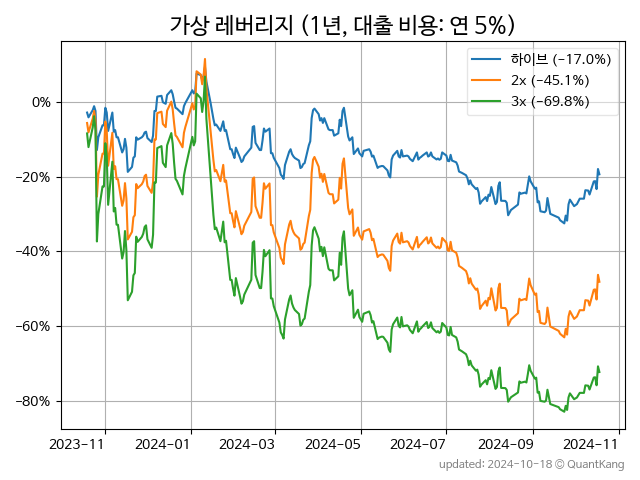 가상 레버리지 (1년, 대출 비용: 연 5%)
하이브 (−17.0%)
2x (−45.1%)
3x (−69.8%)
0%
−20%
−40%
−60%
−80%
2023-11 2024-01 2024-03 2024-05 2024-07 2024-09 2024-11
updated: 2024-10-18 © QuantKang